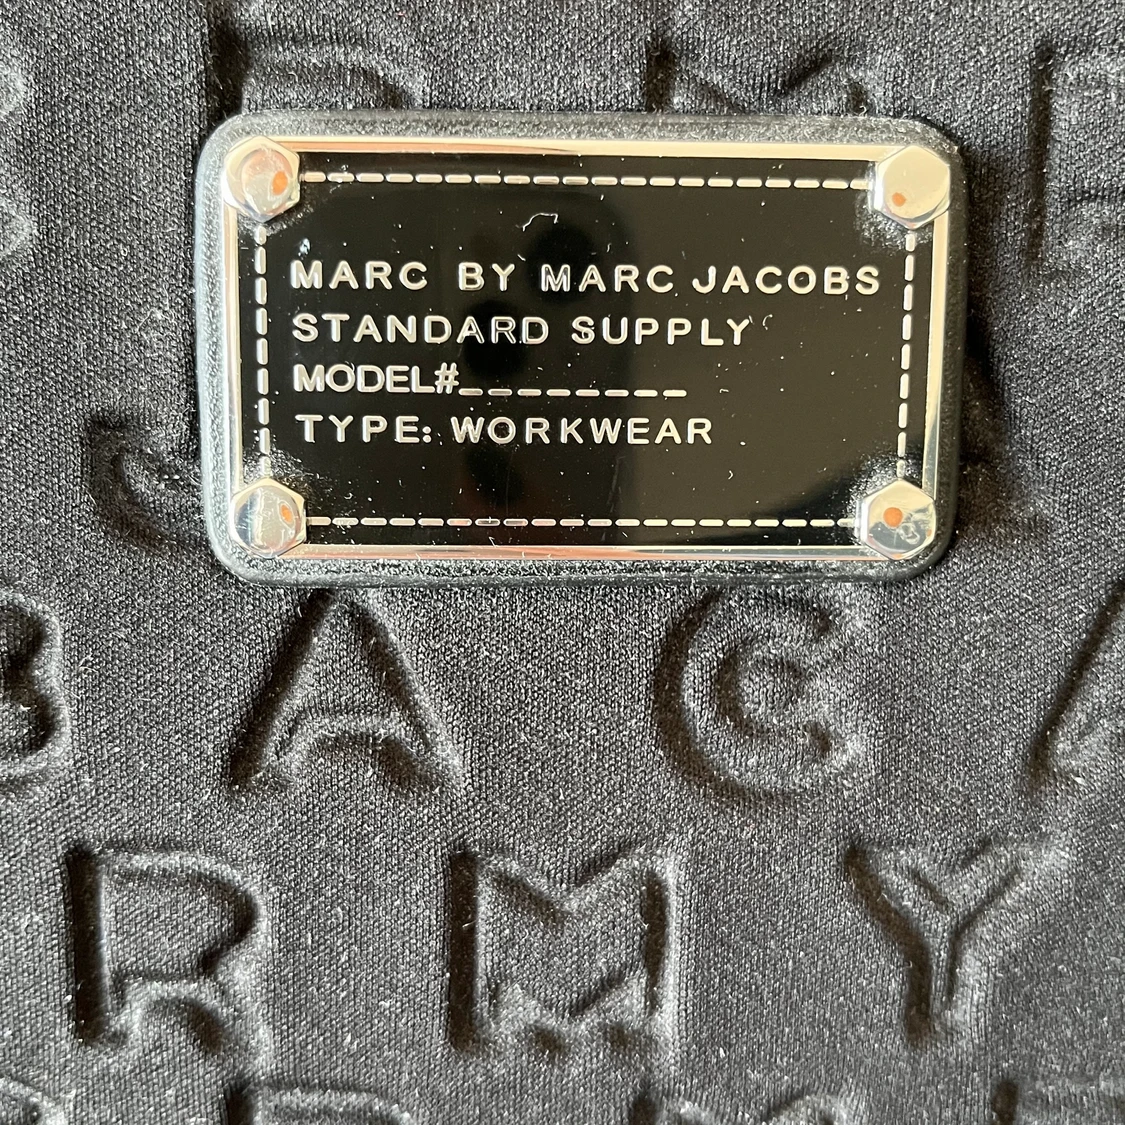 MARC BY MARC JACOBS
STANDARD SUPPLY
MODEL#________
TYPE: WORKWEAR
B A C A
R M Y